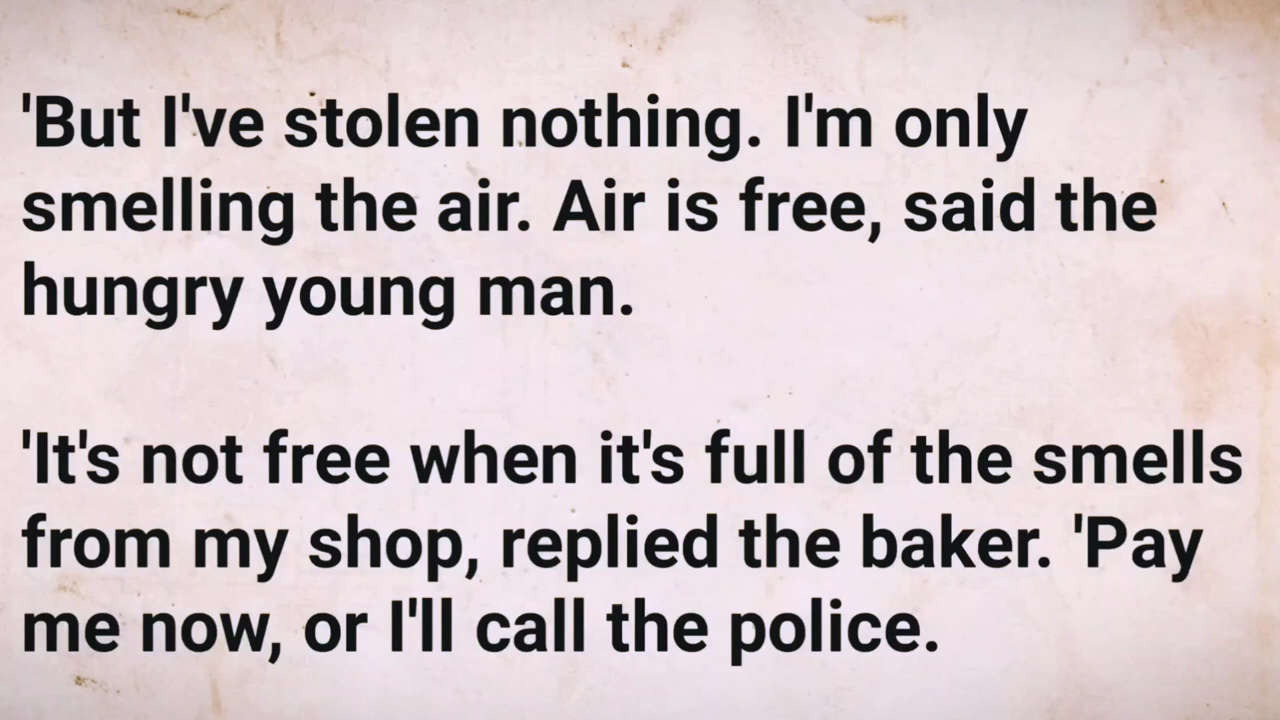 'But I've stolen nothing. I'm only
smelling the air. Air is free, said the
hungry young man.
'It's not free when it's full of the smells
from my shop, replied the baker. 'Pay
me now, or I'll call the police.